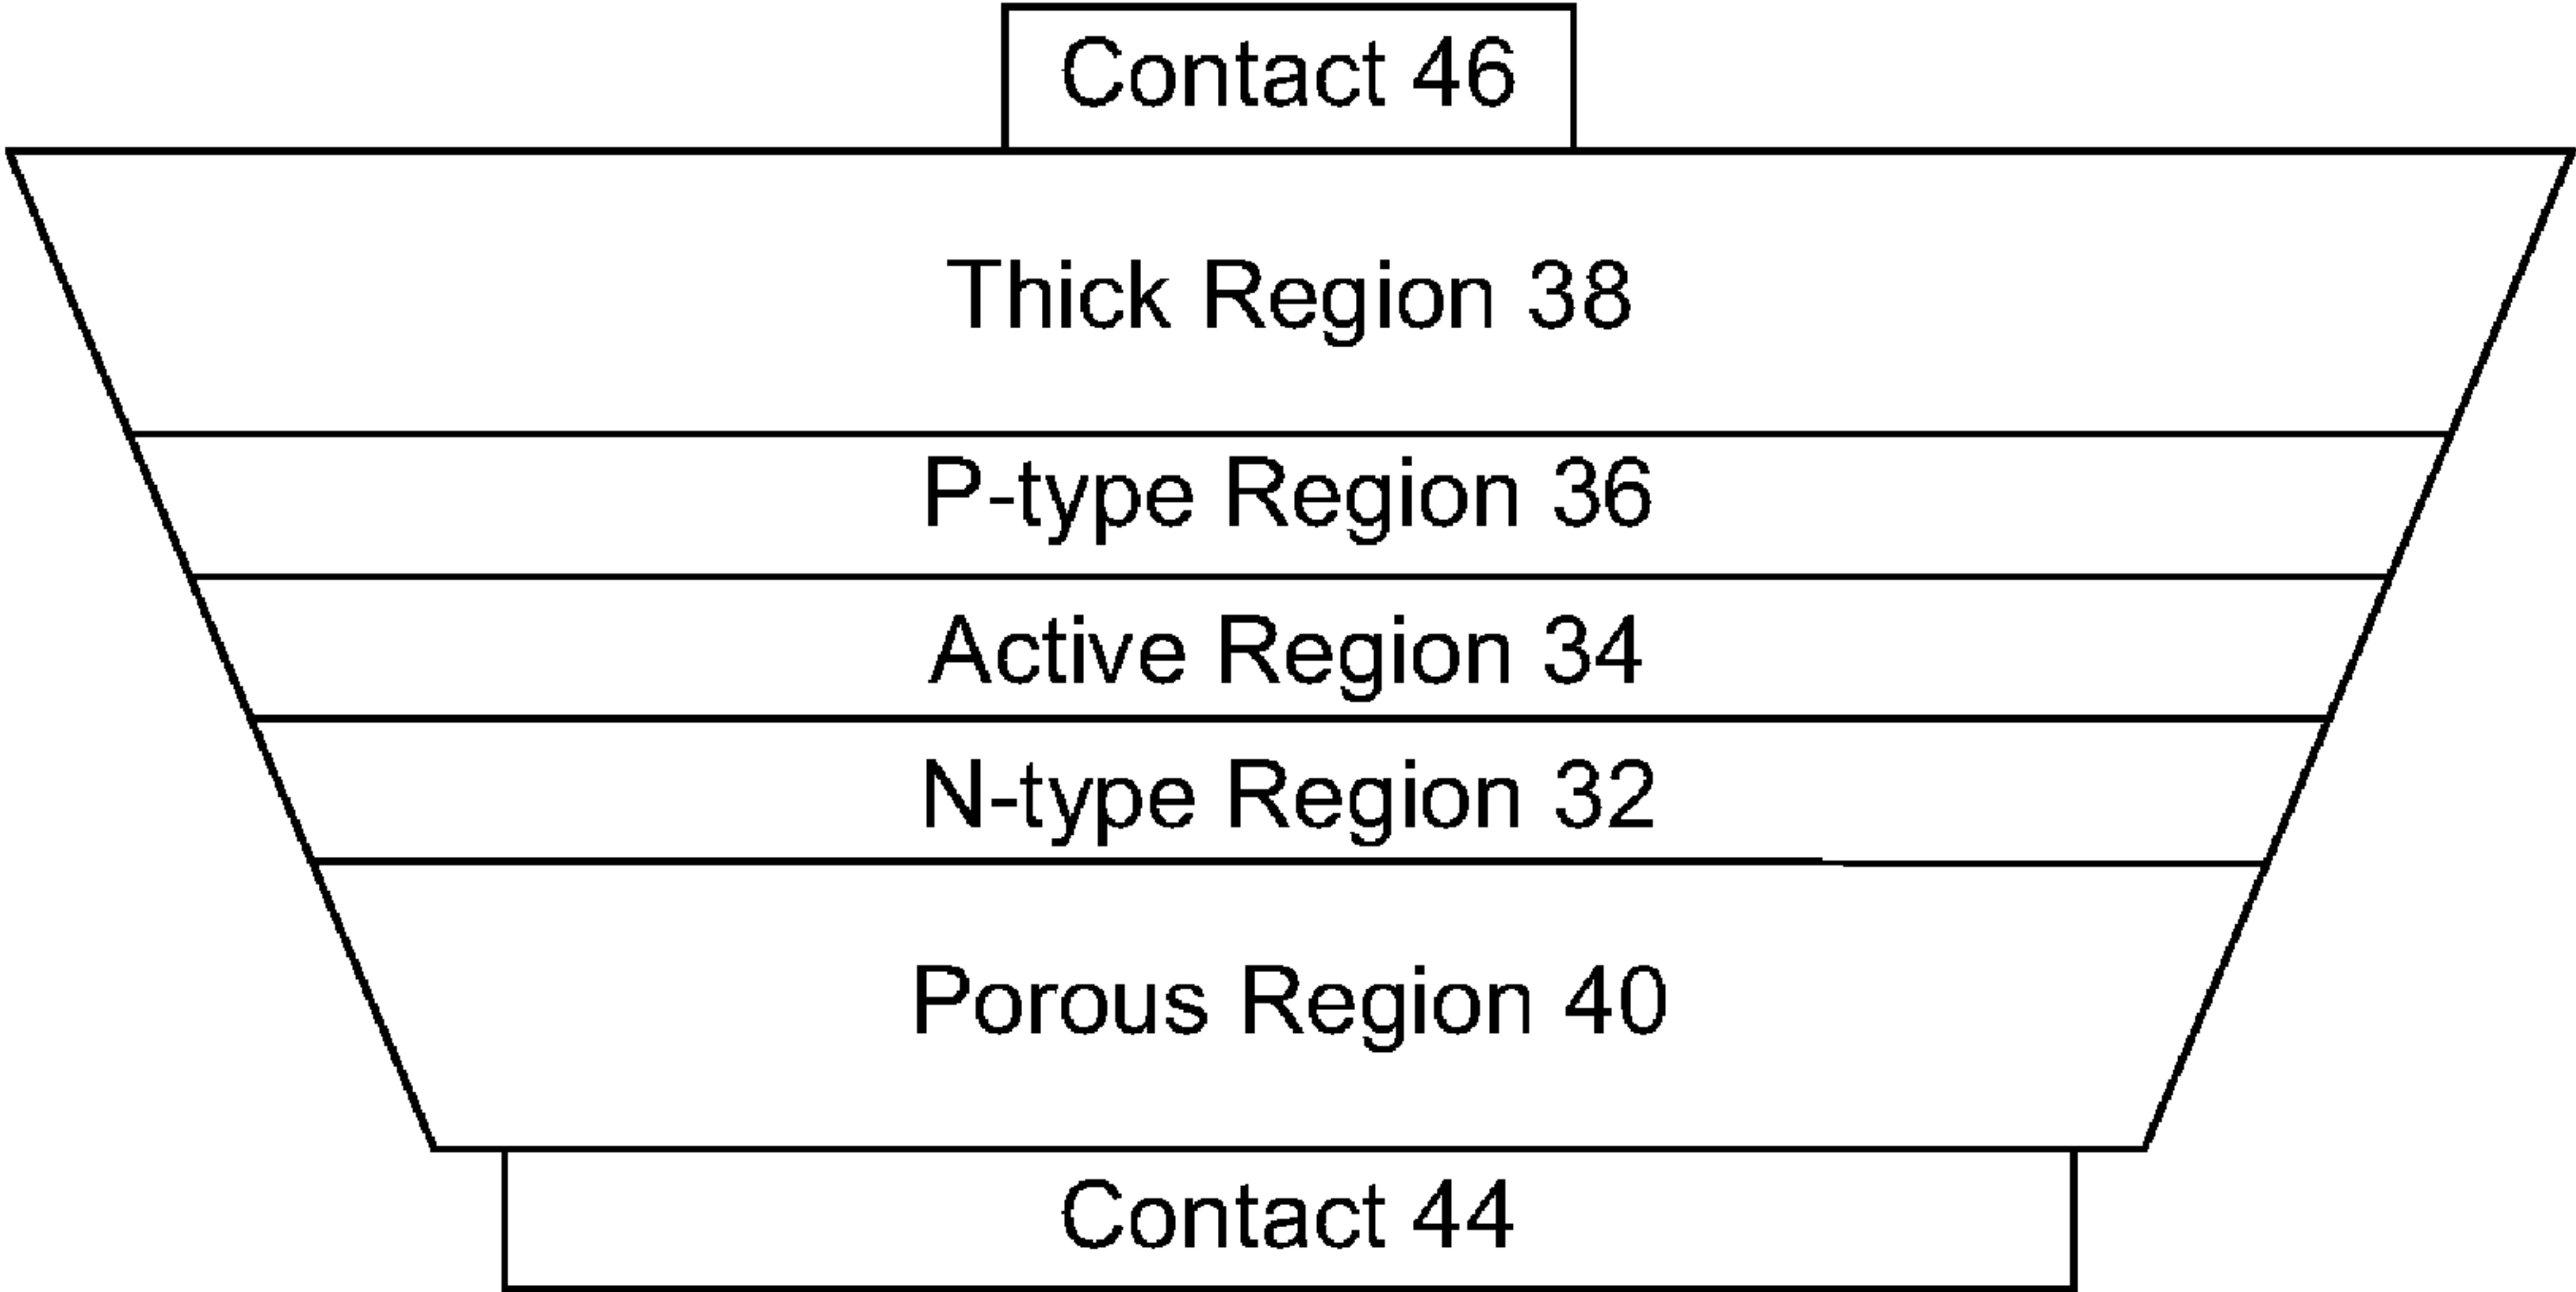 Contact 46
Thick Region 38
P-type Region 36
Active Region 34
N-type Region 32
Porous Region 40
Contact 44